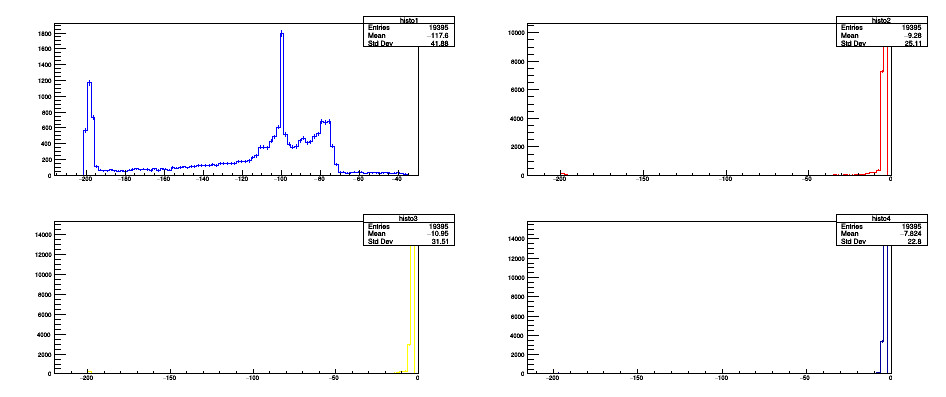 histo1
Entries 19395
Mean -117.6
Std Dev 41.88
1800
1600
1400
1200
1000
800
600
400
200
0
-200 -180 -160 -140 -120 -100 -80 -60 -40
histo2
Entries 19395
Mean -9.28
Std Dev 25.11
10000
8000
6000
4000
2000
0
-200 -150 -100 -50 0
histo3
Entries 19395
Mean -10.95
Std Dev 31.51
14000
12000
10000
8000
6000
4000
2000
0
-200 -150 -100 -50 0
histo4
Entries 19395
Mean -7.824
Std Dev 22.8
14000
12000
10000
8000
6000
4000
2000
0
-200 -150 -100 -50 0